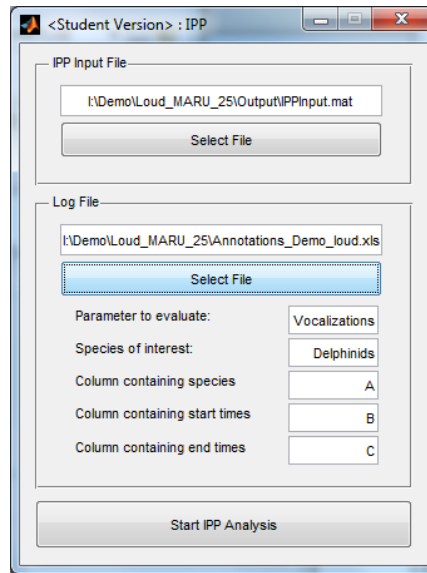 <Student Version> : IPP
IPP Input File
I:\Demo\Loud_MARU_25\Output\IPPInput.mat
Select File
Log File
I:\Demo\Loud_MARU_25\Annotations_Demo_loud.xls
Select File
Parameter to evaluate: Vocalizations
Species of interest: Delphinids
Column containing species A
Column containing start times B
Column containing end times C
Start IPP Analysis